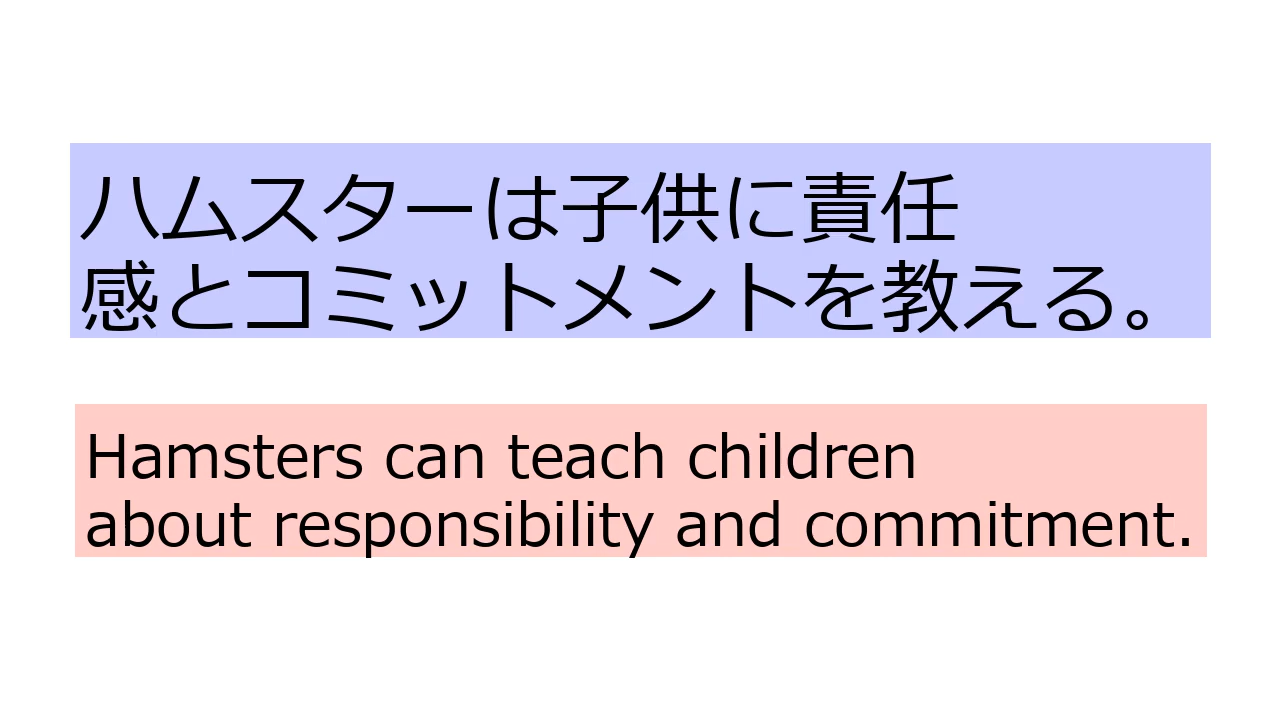 ハムスターは子供に責任
感とコミットメントを教える。
Hamsters can teach children
about responsibility and commitment.